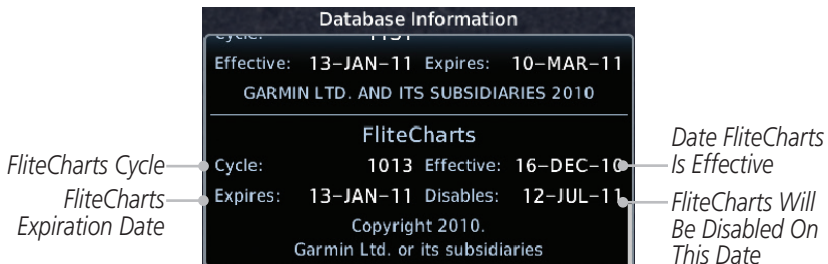 Database Information
Effective: 13-JAN-11 Expires: 10-MAR-11
GARMIN LTD. AND ITS SUBSIDIARIES 2010
FliteCharts
Cycle: 1013 Effective: 16-DEC-10
Expires: 13-JAN-11 Disables: 12-JUL-11
Copyright 2010.
Garmin Ltd. or its subsidiaries
FliteCharts Cycle
FliteCharts
Expiration Date
Date FliteCharts
Is Effective
FliteCharts Will
Be Disabled On
This Date